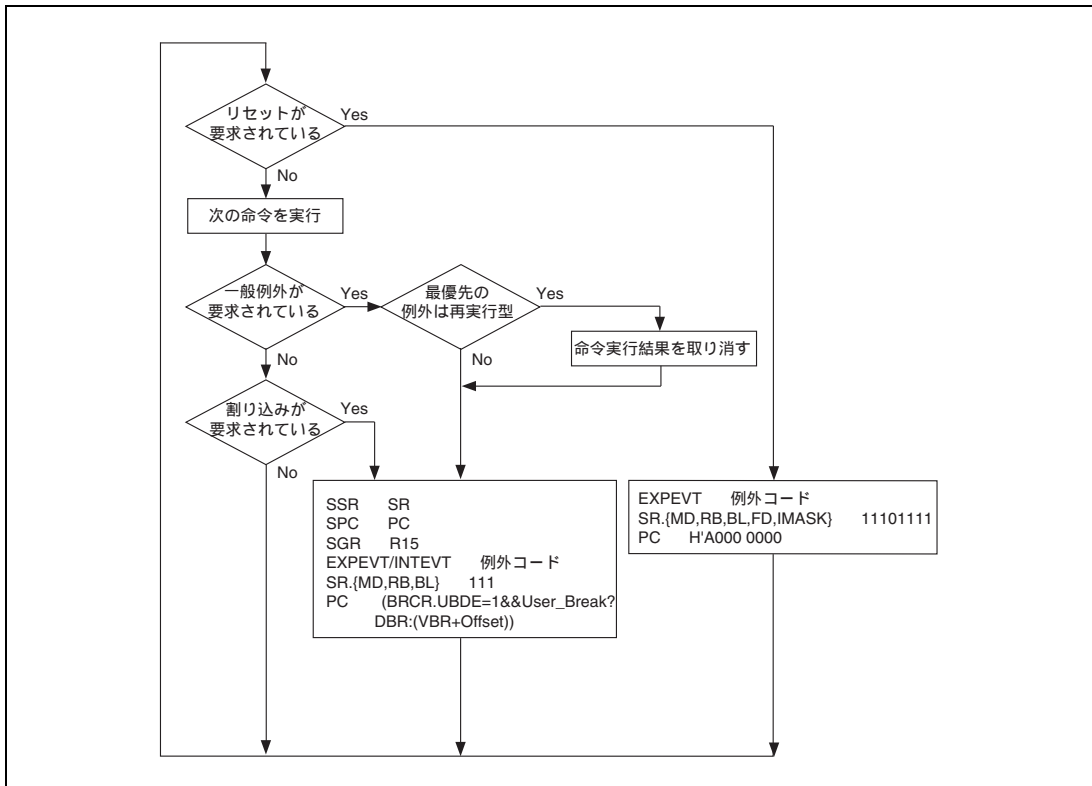 リセットが
要求されている
Yes
No
次の命令を実行
一般例外が
要求されている
Yes
最優先の
例外は再実行型
Yes
命令実行結果を取り消す
No
No
割り込みが
要求されている
Yes
No
SSR SR
SPC PC
SGR R15
EXPEVT/INTEVT 例外コード
SR.{MD,RB,BL} 111
PC (BRCR.UBDE=1&&User_Break?
DBR:(VBR+Offset))
EXPEVT 例外コード
SR.{MD,RB,BL,FD,IMASK} 11101111
PC H'A000 0000